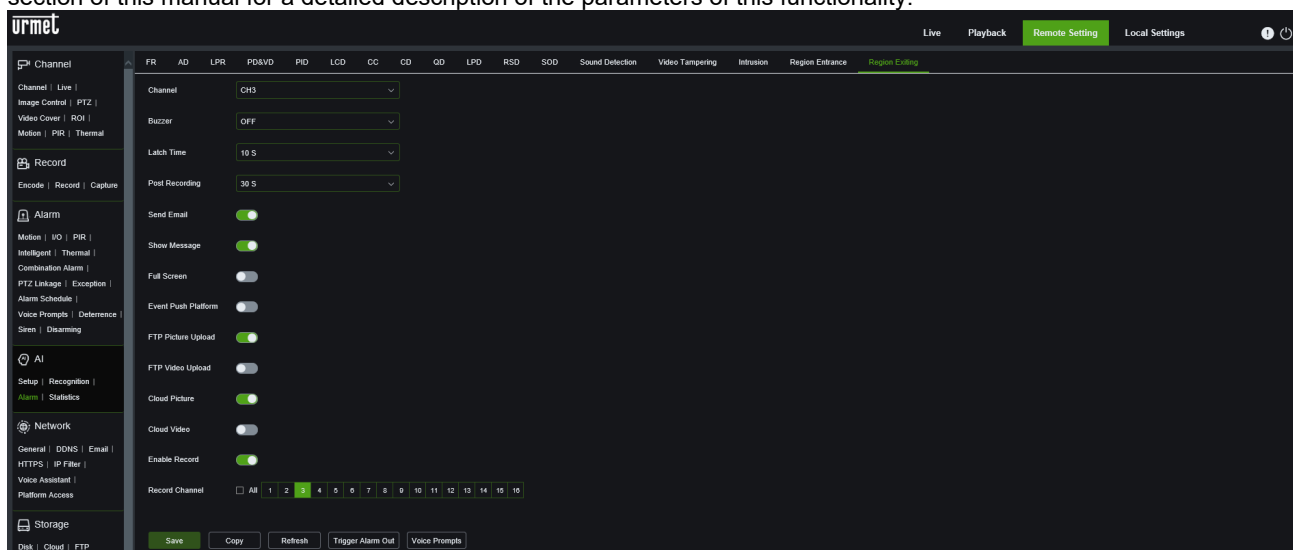 section of this manual for a detailed description of the parameters of this functionality.
urmet
Live Playback Remote Setting Local Settings
Channel
Channel | Live |
Image Control | PTZ |
Video Cover | ROI |
Motion | PIR | Thermal
Record
Encode | Record | Capture
Alarm
Motion | I/O | PIR |
Intelligent | Thermal |
Combination Alarm |
PTZ Linkage | Exception |
Alarm Schedule |
Voice Prompts | Deterrence |
Siren | Disarming
AI
Setup | Recognition |
Alarm | Statistics
Network
General | DDNS | Email |
HTTPS | IP Filter |
Voice Assistant |
Platform Access
Storage
Disk | Cloud | FTP
FR AD LPR PD&VD PID LCD CC CD QD LPD RSD SOD Sound Detection Video Tampering Intrusion Region Entrance Region Exiting
Channel CH3
Buzzer OFF
Latch Time 10 S
Post Recording 30 S
Send Email
Show Message
Full Screen
Event Push Platform
FTP Picture Upload
FTP Video Upload
Cloud Picture
Cloud Video
Enable Record
Record Channel All 1 2 3 4 5 6 7 8 9 10 11 12 13 14 15 16
Save Copy Refresh Trigger Alarm Out Voice Prompts